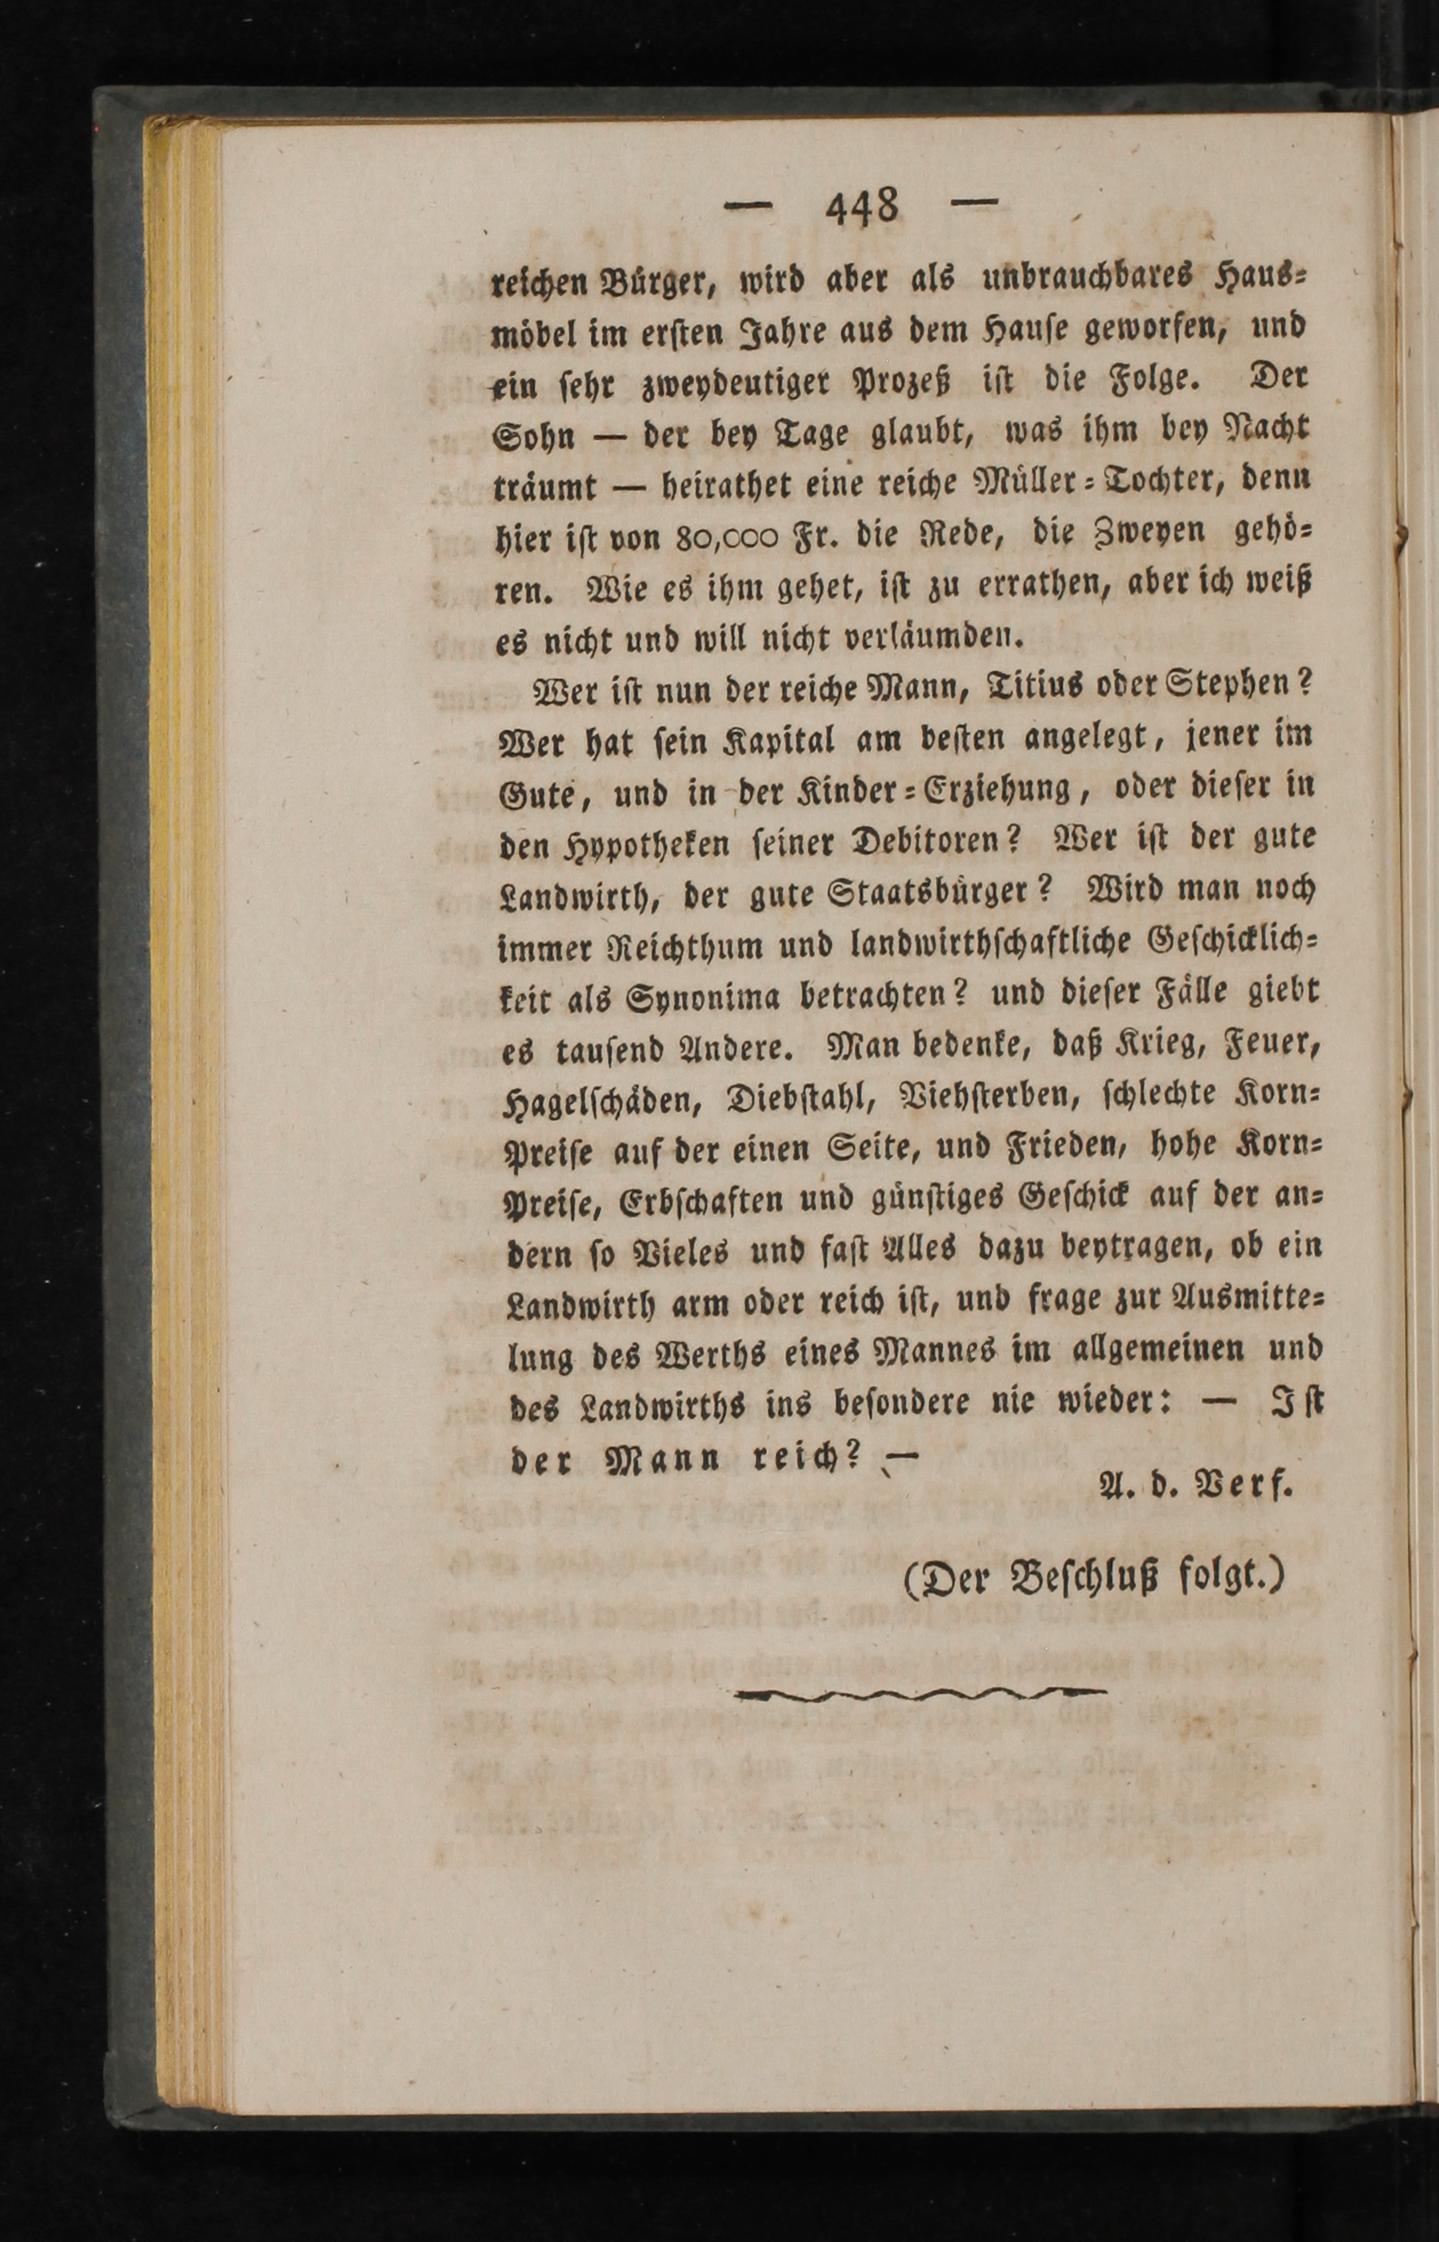 — 448 —
reichen Bürger, wird aber als unbrauchbares Haus=
möbel im erſten Jahre aus dem Hauſe geworfen, und
ein ſehr zweydeutiger Prozeß iſt die Folge. Der
Sohn — der bey Tage glaubt, was ihm bey Nacht
träumt — heirathet eine reiche Müller=Tochter, denn
hier iſt von 80,000 Fr. die Rede, die Zweyen gehö=
ren. Wie es ihm gehet, iſt zu errathen, aber ich weiß
es nicht und will nicht verläumden.
Wer iſt nun der reiche Mann, Titius oder Stephen?
Wer hat ſein Kapital am beſten angelegt, jener im
Gute, und in der Kinder=Erziehung, oder dieſer in
den Hypotheken ſeiner Debitoren? Wer iſt der gute
Landwirth, der gute Staatsbürger? Wird man noch
immer Reichthum und landwirthſchaftliche Geſchicklich=
keit als Synonima betrachten? und dieſer Fälle giebt
es tauſend Andere. Man bedenke, daß Krieg, Feuer,
Hagelſchäden, Diebſtahl, Viehſterben, ſchlechte Korn=
Preiſe auf der einen Seite, und Frieden, hohe Korn=
Preiſe, Erbſchaften und günſtiges Geſchick auf der an=
dern ſo Vieles und faſt Alles dazu beytragen, ob ein
Landwirth arm oder reich iſt, und frage zur Ausmitte=
lung des Werths eines Mannes im allgemeinen und
des Landwirths ins beſondere nie wieder: — Iſt
der Mann reich? —
A. d. Verf.
(Der Beſchluß folgt.)